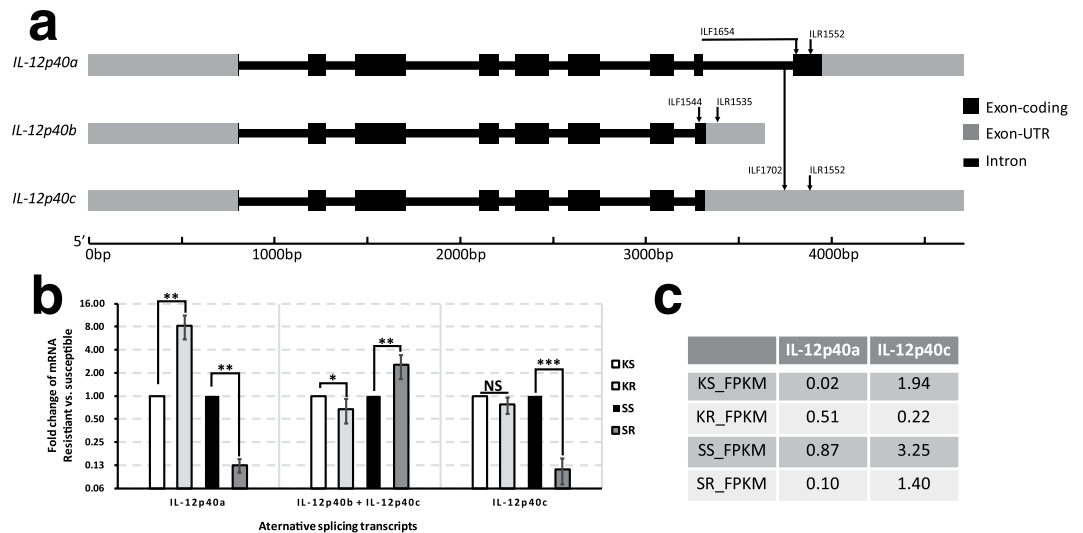 a
ILF1654
ILR1552
IL-12p40a
ILF1544
ILR1535
IL-12p40b
Exon-coding
Exon-UTR
Intron
ILF1702
ILR1552
IL-12p40c
5′
0bp
1000bp
2000bp
3000bp
4000bp
b
Fold change of mRNA
Resistiant vs. susceptible
16.00
8.00
4.00
2.00
1.00
0.50
0.25
0.13
0.06
**
**
*
**
NS
***
KS
KR
SS
SR
IL-12p40a
IL-12p40b + IL-12p40c
IL-12p40c
Aternative splicing transcripts
c
IL-12p40a IL-12p40c
KS_FPKM 0.02 1.94
KR_FPKM 0.51 0.22
SS_FPKM 0.87 3.25
SR_FPKM 0.10 1.40